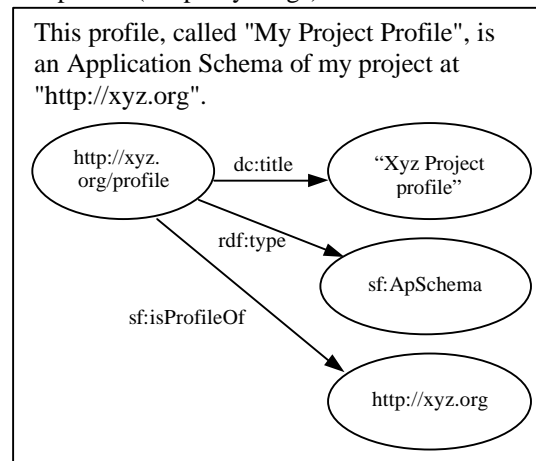 This profile, called "My Project Profile", is
an Application Schema of my project at
"http://xyz.org".
http://xyz.
org/profile
dc:title
“Xyz Project
profile”
rdf:type
sf:ApSchema
sf:isProfileOf
http://xyz.org